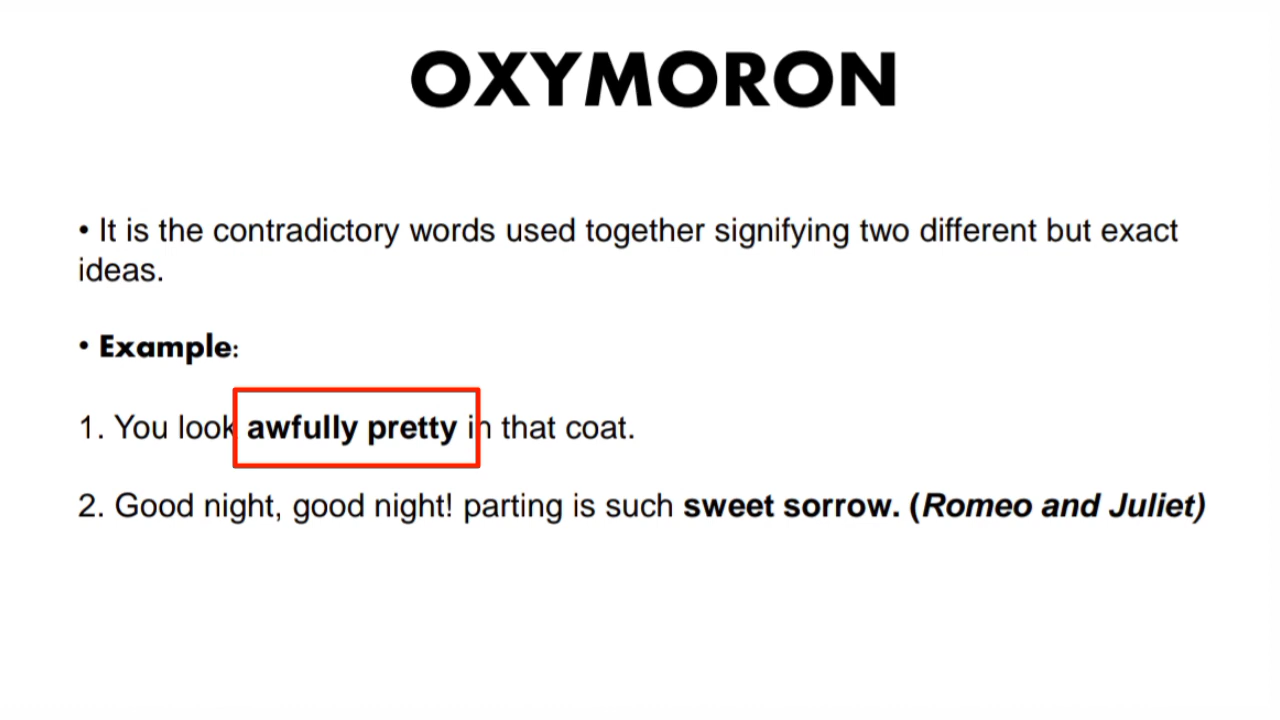 OXYMORON
• It is the contradictory words used together signifying two different but exact
ideas.
• Example:
1. You look awfully pretty in that coat.
2. Good night, good night! parting is such sweet sorrow. (Romeo and Juliet)